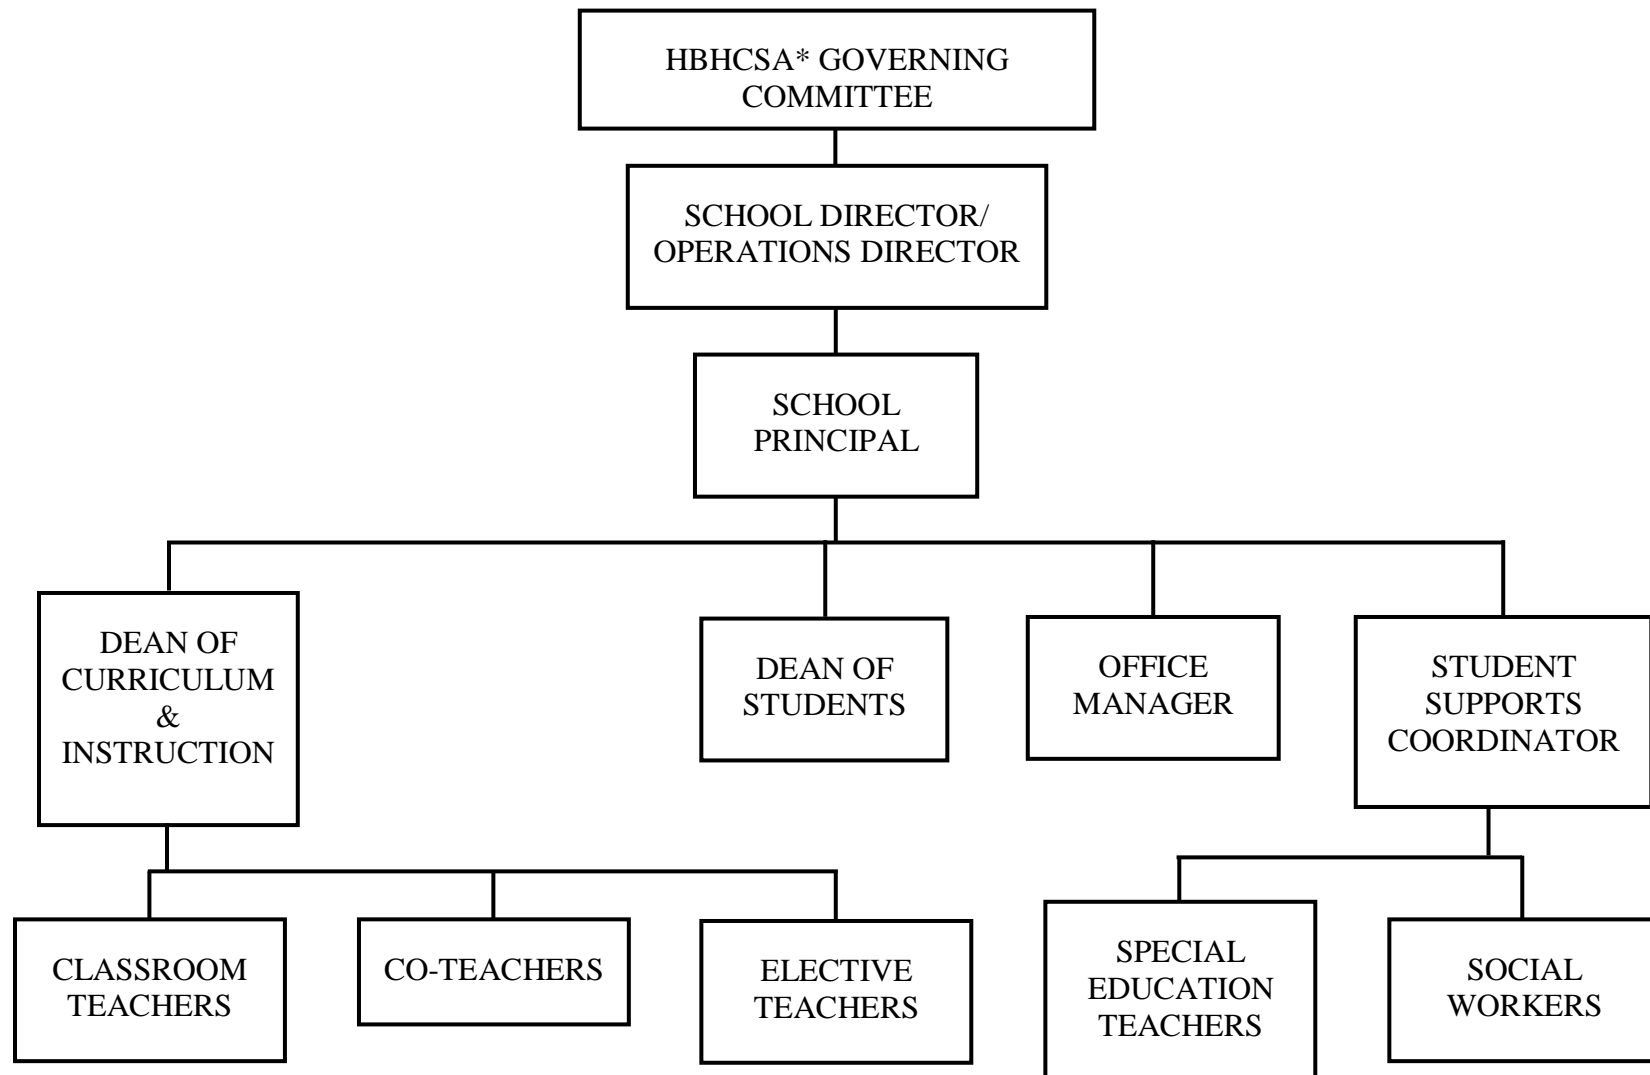 HBHCSA* GOVERNING
COMMITTEE
SCHOOL DIRECTOR/
OPERATIONS DIRECTOR
SCHOOL
PRINCIPAL
DEAN OF
CURRICULUM
&
INSTRUCTION
DEAN OF
STUDENTS
OFFICE
MANAGER
STUDENT
SUPPORTS
COORDINATOR
CLASSROOM
TEACHERS
CO-TEACHERS
ELECTIVE
TEACHERS
SPECIAL
EDUCATION
TEACHERS
SOCIAL
WORKERS